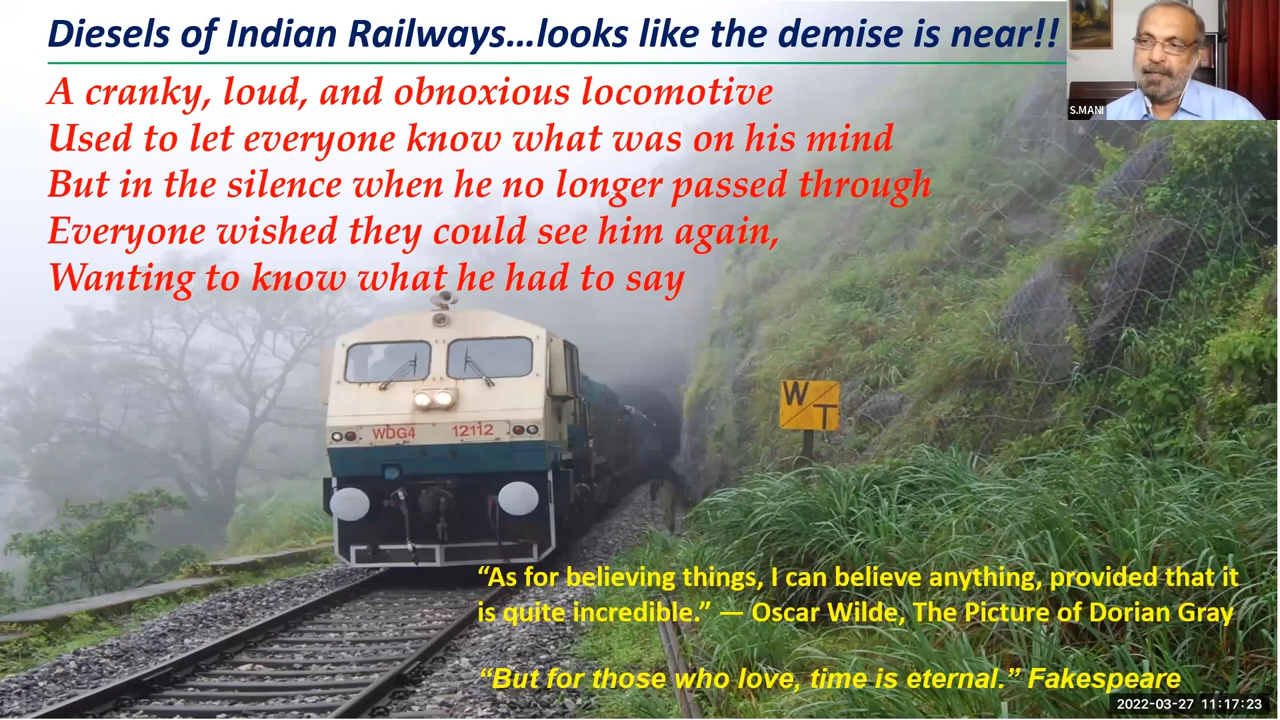 Diesels of Indian Railways...looks like the demise is near!!
S.MANI
A cranky, loud, and obnoxious locomotive
Used to let everyone know what was on his mind
But in the silence when he no longer passed through
Everyone wished they could see him again,
Wanting to know what he had to say
W
T
WDG4 12112
“As for believing things, I can believe anything, provided that it
is quite incredible.” — Oscar Wilde, The Picture of Dorian Gray
“But for those who love, time is eternal.” Fakespeare
2022-03-27 11:17:23